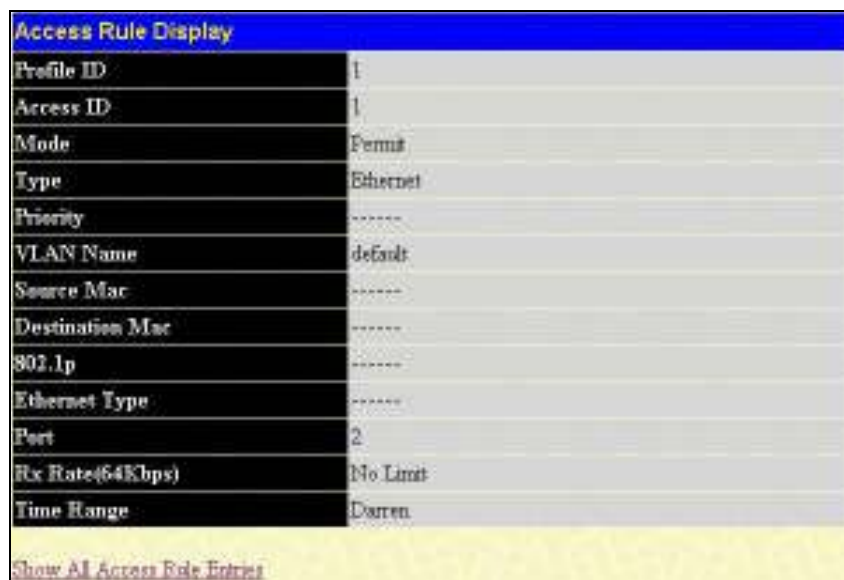 Access Rule Display
Profile ID 1
Access ID 1
Mode Permit
Type Ethernet
Priority ------
VLAN Name default
Source Mac ------
Destination Mac ------
802.1p ------
Ethernet Type ------
Port 2
Rx Rate(64Kbps) No Limit
Time Range Darren
Show All Access Rule Entries